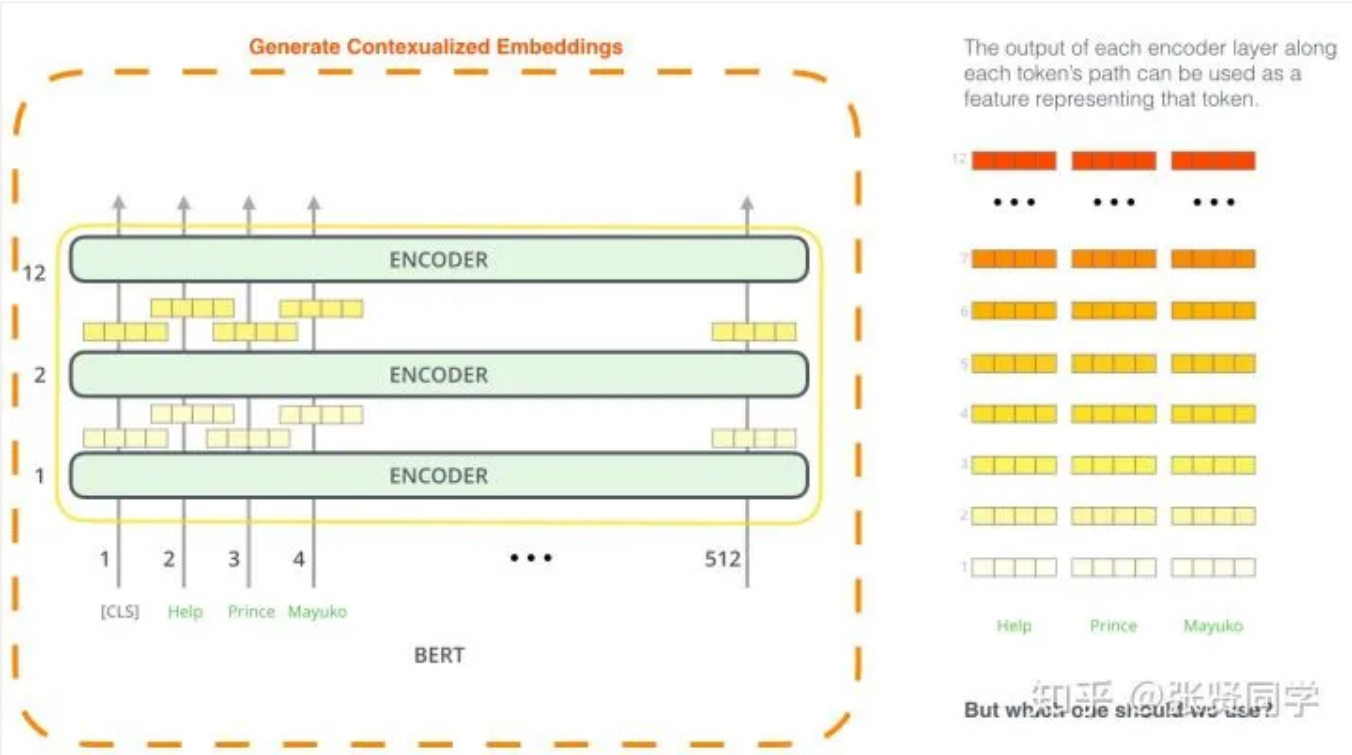 Generate Contexualized Embeddings
ENCODER
12
ENCODER
2
ENCODER
1
1 2 3 4 ••• 512
[CLS] Help Prince Mayuko
BERT
The output of each encoder layer along
each token's path can be used as a
feature representing that token.
12
••• ••• •••
7
6
5
4
3
2
1
Help Prince Mayuko
But which one should we use?
知乎 @张贤同学